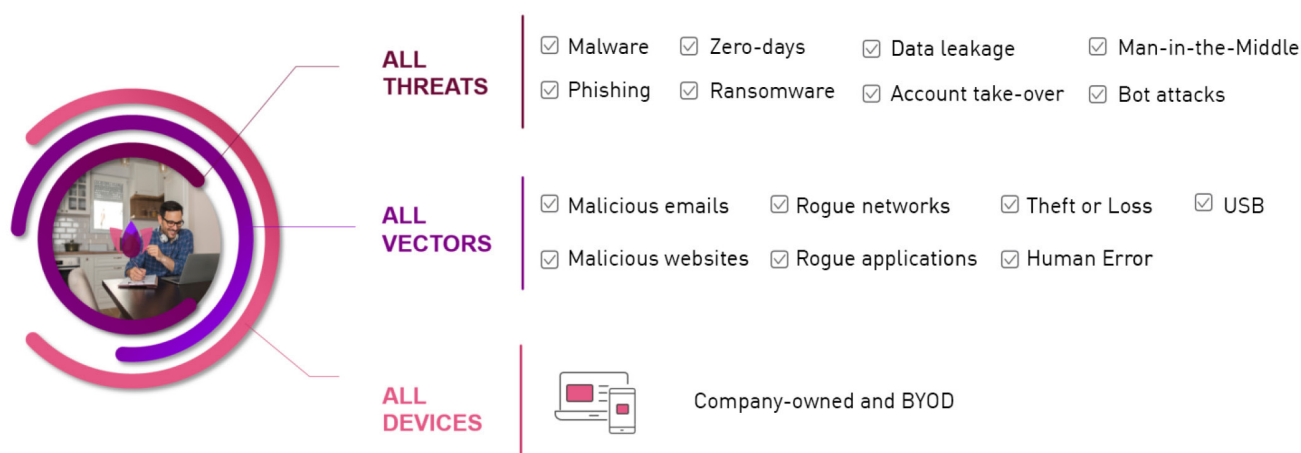 ALL
THREATS
Malware Zero-days Data leakage Man-in-the-Middle
Phishing Ransomware Account take-over Bot attacks
ALL
VECTORS
Malicious emails Rogue networks Theft or Loss USB
Malicious websites Rogue applications Human Error
ALL
DEVICES
Company-owned and BYOD